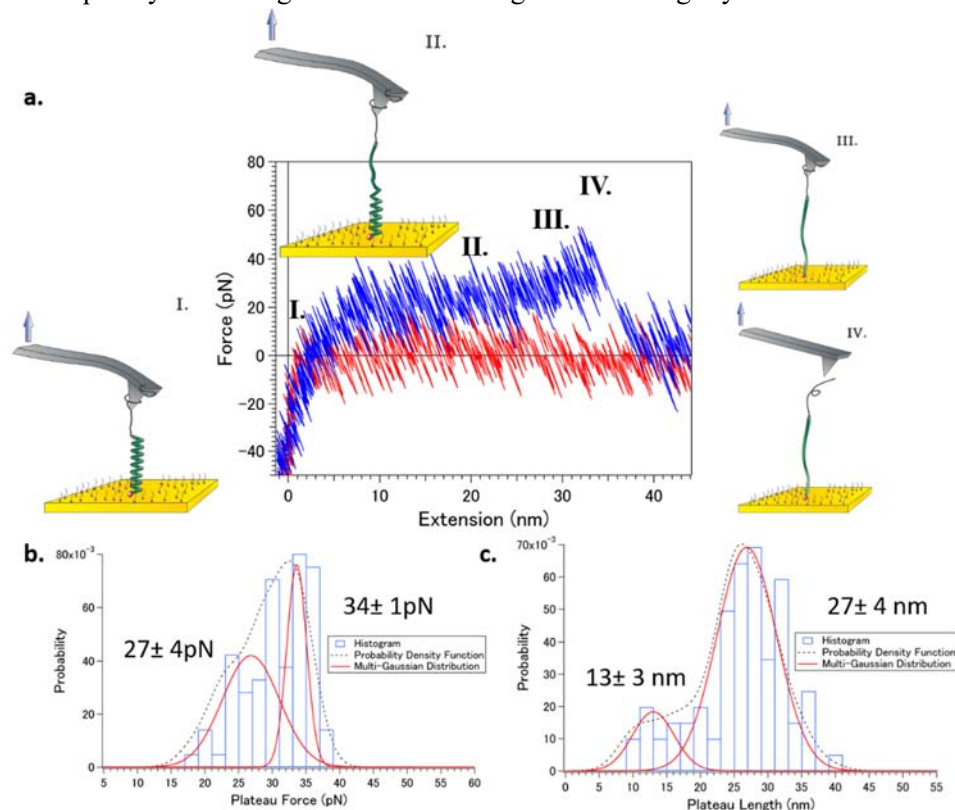 II.
a.
III.
I.
IV.
Force (pN)
80
60
40
20
0
−20
−40
I.
II.
III.
IV.
0
10
20
30
40
Extension (nm)
b.
80x10⁻³
60
40
20
0
Probability
27± 4pN
34± 1pN
Histogram
Probability Density Function
Multi-Gaussian Distribution
5 10 15 20 25 30 35 40 45 50 55 60
Plateau Force (pN)
c.
70x10⁻³
60
50
40
30
20
10
0
Probability
13± 3 nm
27± 4 nm
Histogram
Probability Density Function
Multi-Gaussian Distribution
0 5 10 15 20 25 30 35 40 45 50 55
Plateau Length (nm)